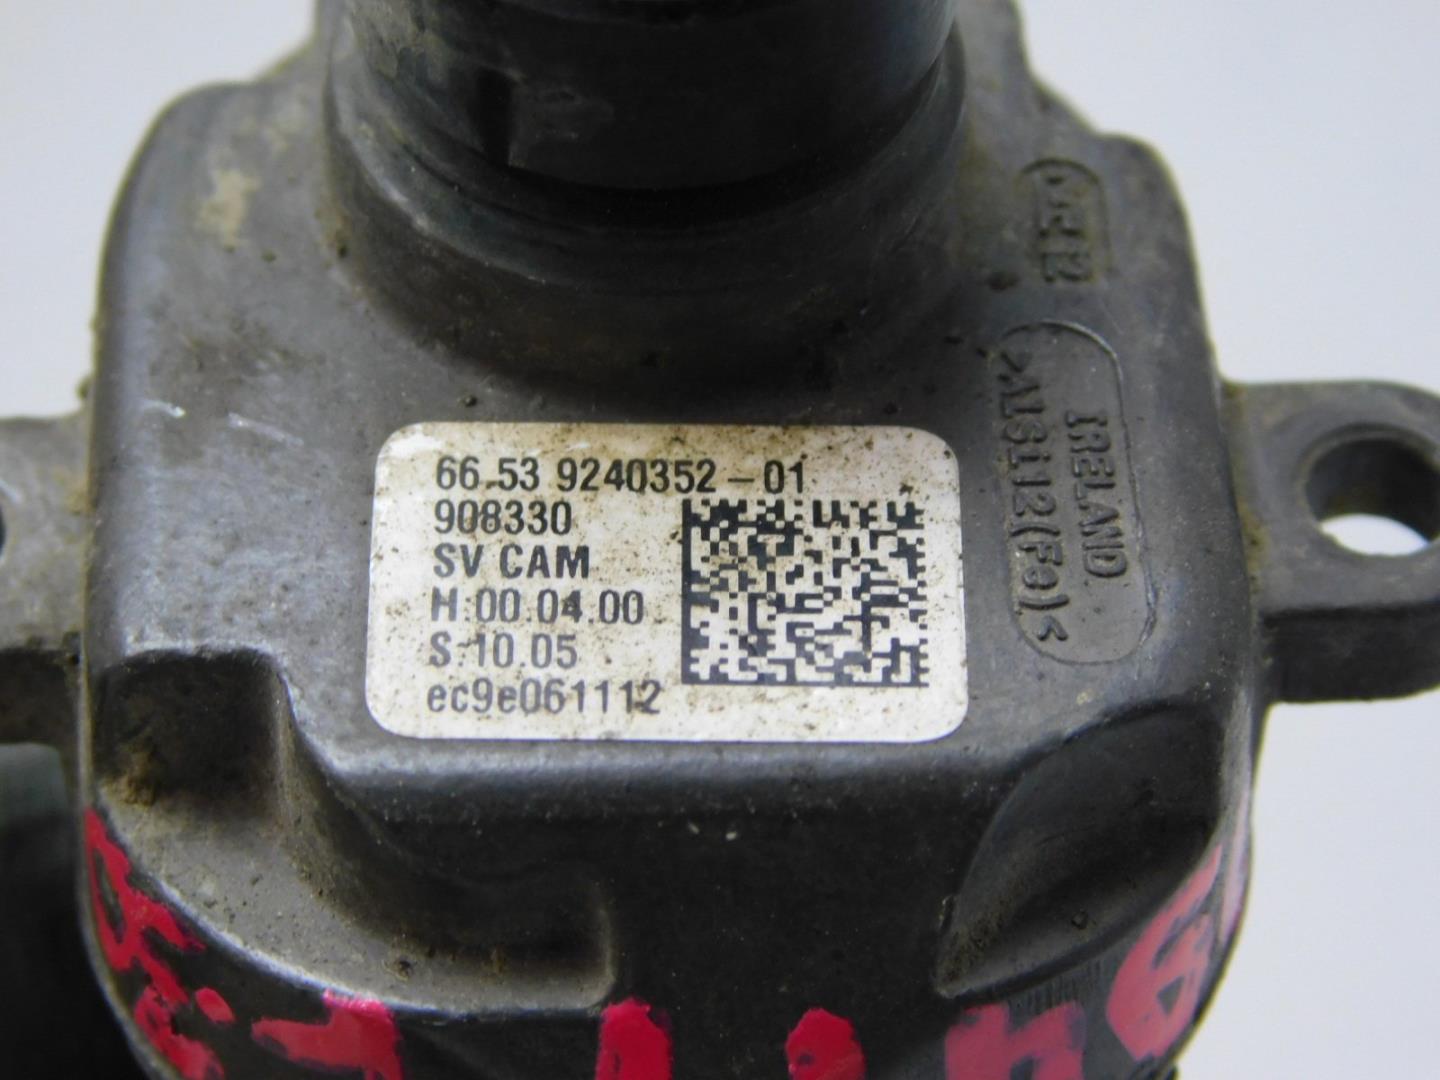 66.53 9240352-01
908330
SV CAM
H:00.04.00
S:10.05
ec9e061112
IRELAND
>ALSi12(Fe)<